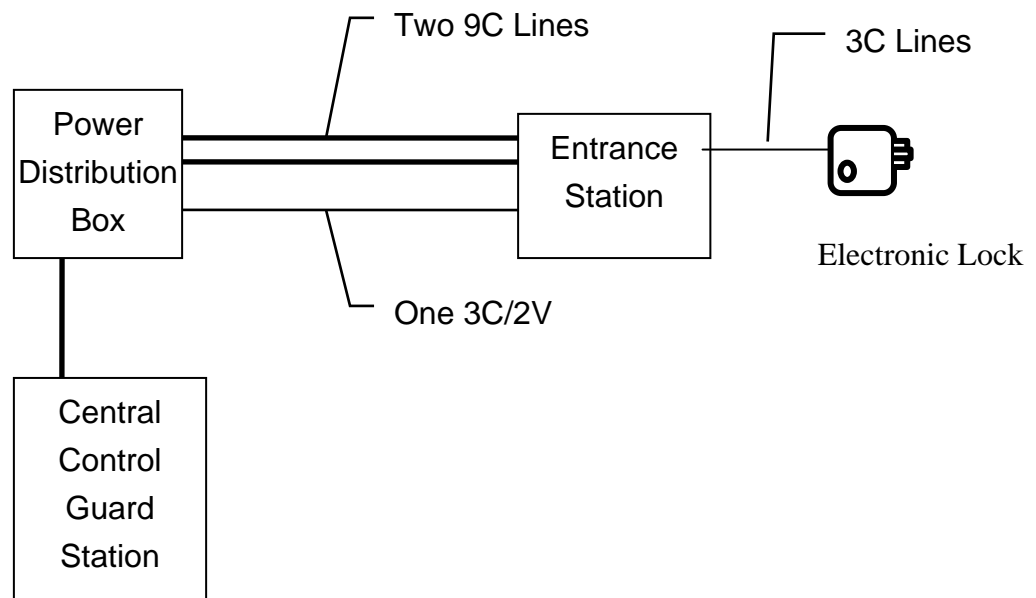 Two 9C Lines
3C Lines
Power
Distribution
Box
Entrance
Station
Electronic Lock
One 3C/2V
Central
Control
Guard
Station